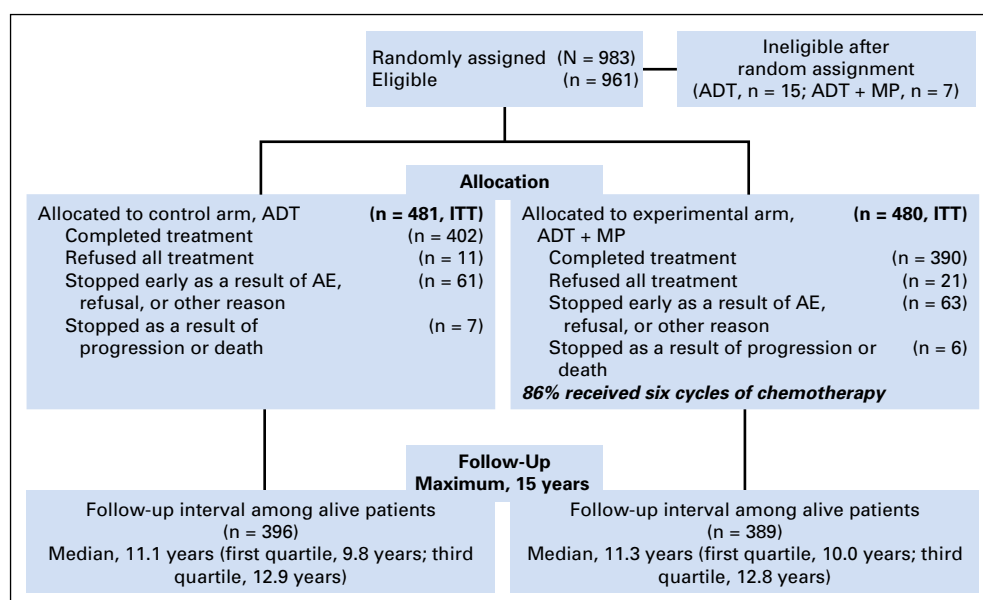 Randomly assigned (N = 983)
Eligible (n = 961)
Ineligible after
random assignment
(ADT, n = 15; ADT + MP, n = 7)
Allocation
Allocated to control arm, ADT (n = 481, ITT)
Completed treatment (n = 402)
Refused all treatment (n = 11)
Stopped early as a result of AE, (n = 61)
refusal, or other reason
Stopped as a result of (n = 7)
progression or death
Allocated to experimental arm, (n = 480, ITT)
ADT + MP
Completed treatment (n = 390)
Refused all treatment (n = 21)
Stopped early as a result of AE, (n = 63)
refusal, or other reason
Stopped as a result of progression or (n = 6)
death
86% received six cycles of chemotherapy
Follow-Up
Maximum, 15 years
Follow-up interval among alive patients
(n = 396)
Median, 11.1 years (first quartile, 9.8 years; third
quartile, 12.9 years)
Follow-up interval among alive patients
(n = 389)
Median, 11.3 years (first quartile, 10.0 years; third
quartile, 12.8 years)